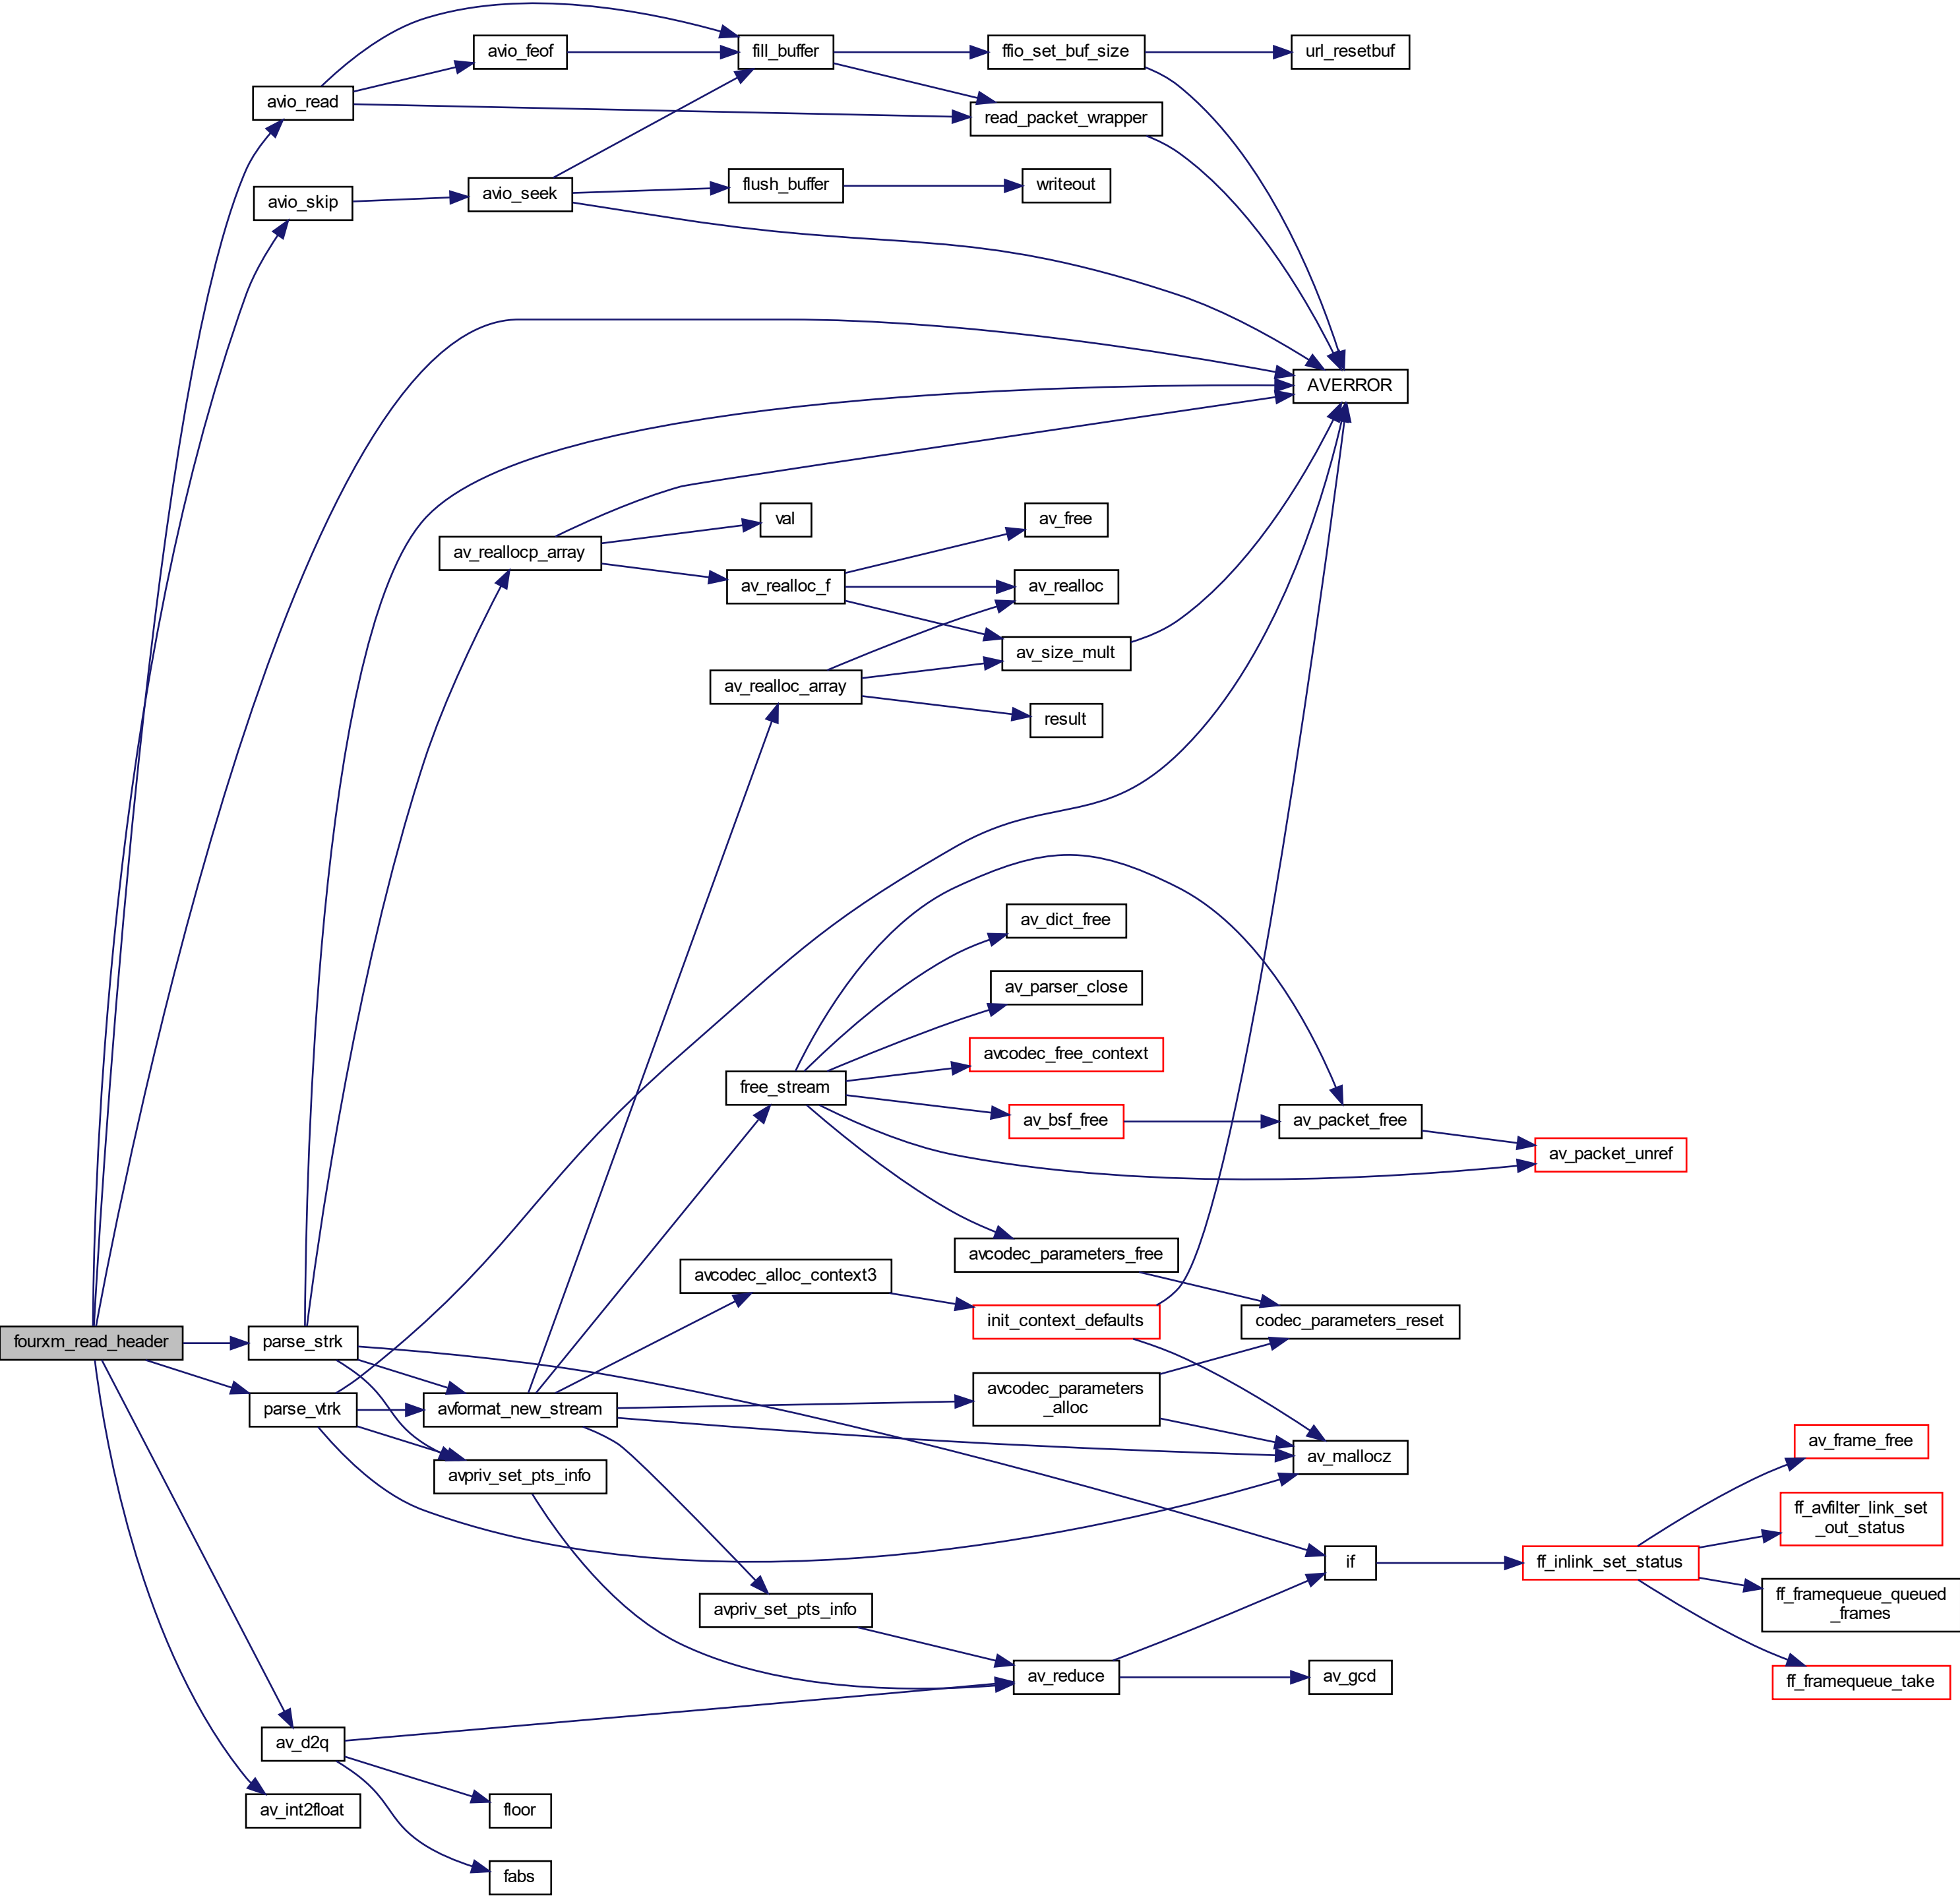 avio_feof
fill_buffer
ffio_set_buf_size
url_resetbuf
avio_read
read_packet_wrapper
avio_skip
avio_seek
flush_buffer
writeout
AVERROR
av_reallocp_array
val
av_free
av_realloc_f
av_realloc
av_size_mult
av_realloc_array
result
av_dict_free
av_parser_close
avcodec_free_context
free_stream
av_bsf_free
av_packet_free
av_packet_unref
avcodec_parameters_free
avcodec_alloc_context3
init_context_defaults
codec_parameters_reset
fourxm_read_header
parse_strk
parse_vtrk
avformat_new_stream
avcodec_parameters
_alloc
av_mallocz
avpriv_set_pts_info
av_frame_free
ff_avfilter_link_set
_out_status
if
ff_inlink_set_status
ff_framequeue_queued
_frames
avpriv_set_pts_info
av_reduce
av_gcd
ff_framequeue_take
av_d2q
av_int2float
floor
fabs